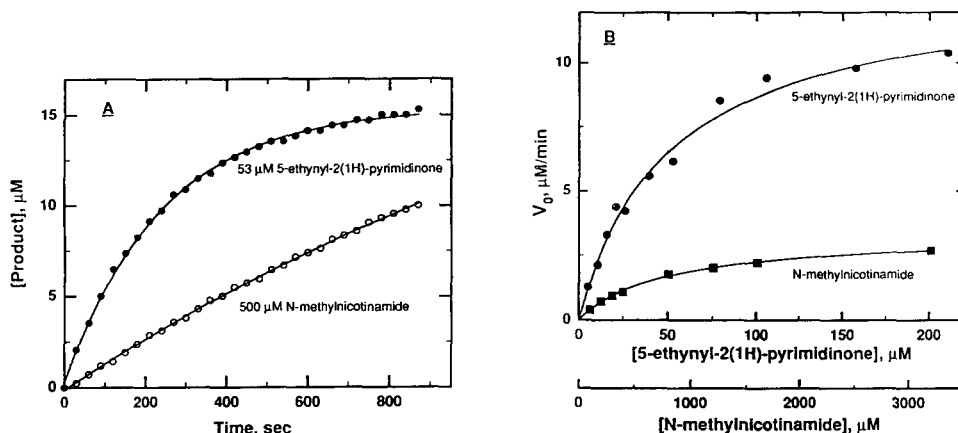 A
[Product], μM
15
10
5
0
53 μM 5-ethynyl-2(1H)-pyrimidinone
500 μM N-methylnicotinamide
0 200 400 600 800
Time, sec
B
V0, μM/min
10
5
0
5-ethynyl-2(1H)-pyrimidinone
N-methylnicotinamide
0 50 100 150 200
[5-ethynyl-2(1H)-pyrimidinone], μM
0 1000 2000 3000
[N-methylnicotinamide], μM